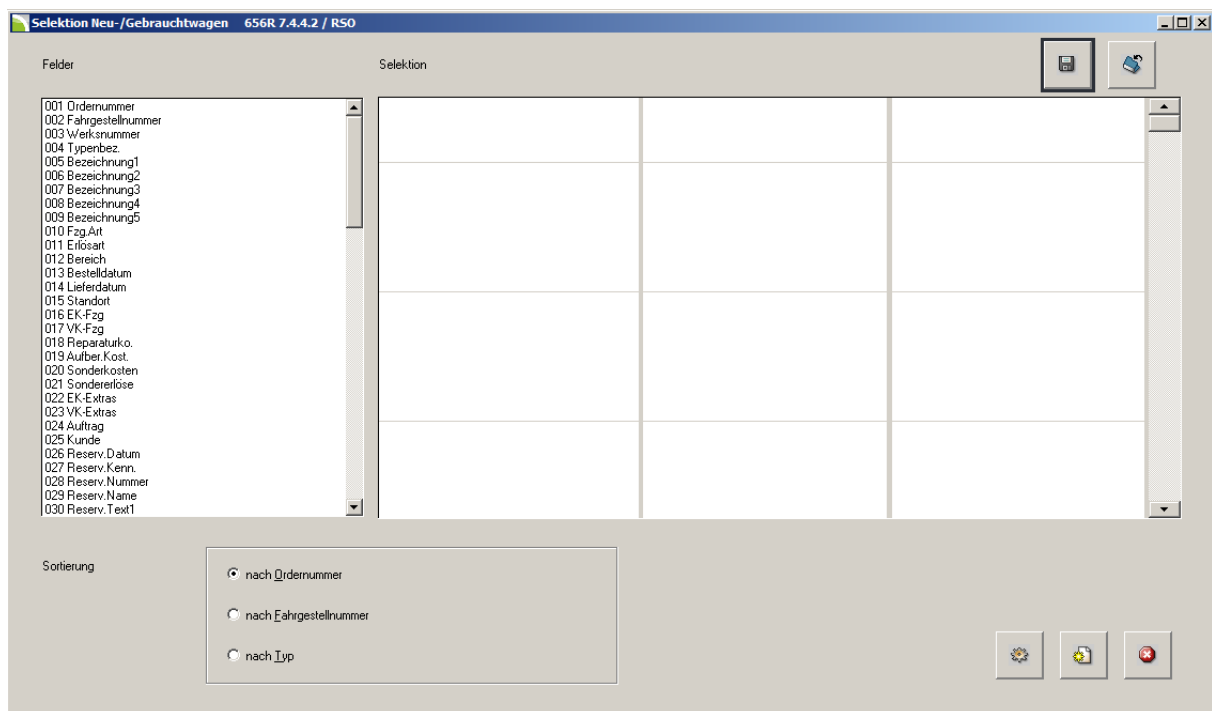 Selektion Neu-/Gebrauchtwagen 656R 7.4.4.2 / RSO
Felder
Selektion
001 Ordernummer
002 Fahrgestellnummer
003 Werksnummer
004 Typenbez.
005 Bezeichnung1
006 Bezeichnung2
007 Bezeichnung3
008 Bezeichnung4
009 Bezeichnung5
010 Fzg.Art
011 Erlösart
012 Bereich
013 Bestelldatum
014 Lieferdatum
015 Standort
016 EK-Fzg
017 VK-Fzg
018 Reparaturko.
019 Aufber.Kost.
020 Sonderkosten
021 Sondererlöse
022 EK-Extras
023 VK-Extras
024 Auftrag
025 Kunde
026 Reserv.Datum
027 Reserv.Kenn.
028 Reserv.Nummer
029 Reserv.Name
030 Reserv.Text1
Sortierung
nach Ordernummer
nach Fahrgestellnummer
nach Typ